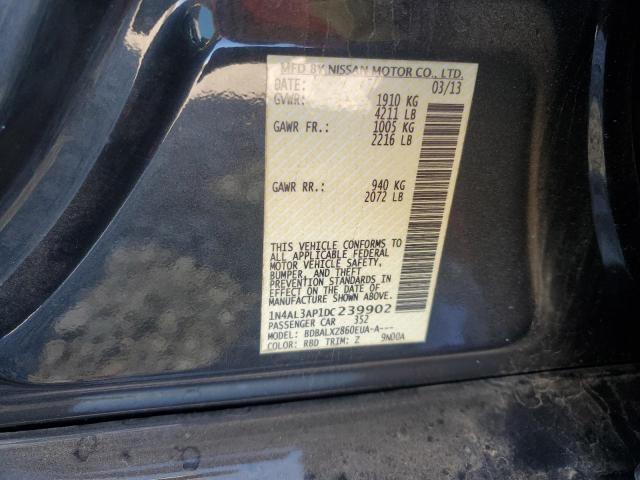 MFD BY NISSAN MOTOR CO., LTD.
DATE: 03/13
GVWR: 1910 KG
4211 LB
GAWR FR.: 1005 KG
2216 LB
GAWR RR.: 940 KG
2072 LB
THIS VEHICLE CONFORMS TO
ALL APPLICABLE FEDERAL
MOTOR VEHICLE SAFETY,
BUMPER, AND THEFT
PREVENTION STANDARDS IN
EFFECT ON THE DATE OF
MANUFACTURE SHOWN ABOVE.
1N4AL3AP1DC239902
PASSENGER CAR 352
MODEL: BDBALXZ860EUA-A---
COLOR: RBD TRIM: Z 9N00A